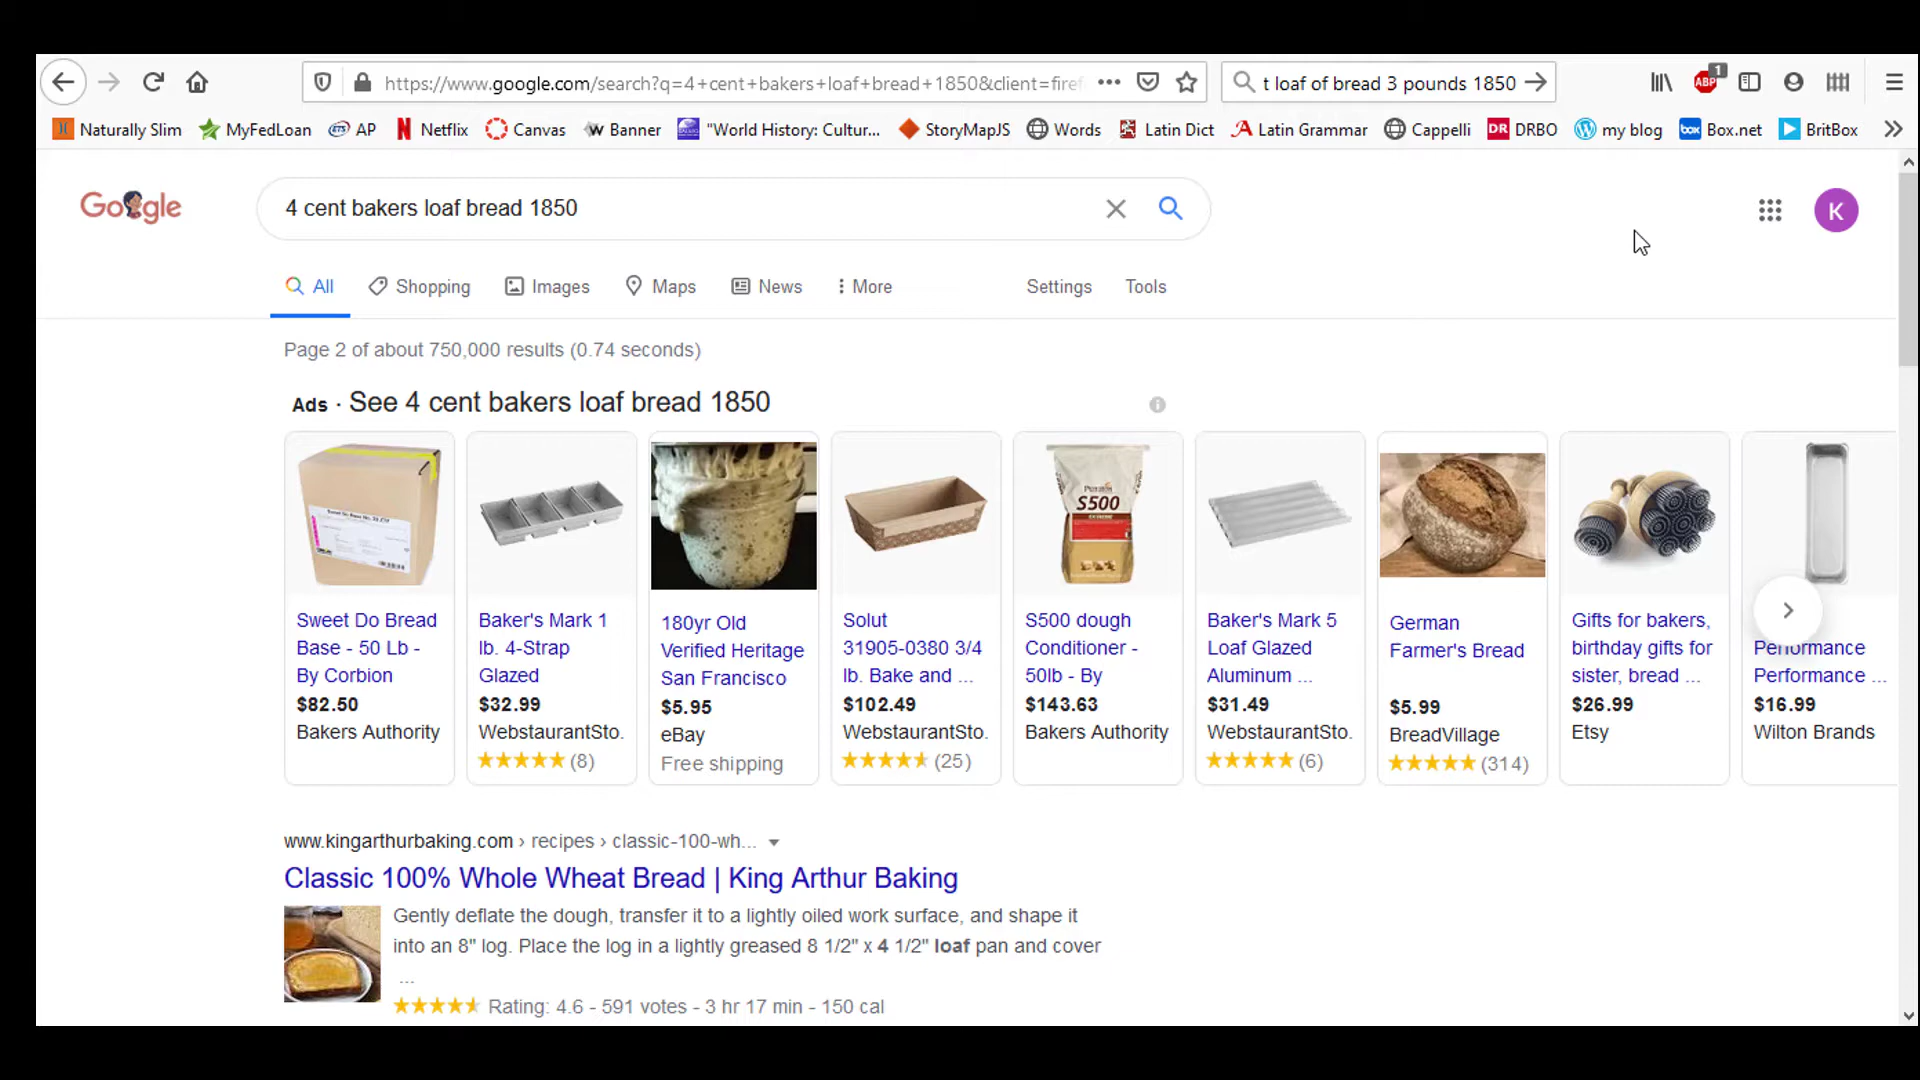 https://www.google.com/search?q=4+cent+bakers+loaf+bread+1850&client=firef
t loaf of bread 3 pounds 1850
ABP
1
Naturally Slim
MyFedLoan
ETS AP
N Netflix
Canvas
w Banner
"World History: Cultur...
StoryMapJS
Words
Latin Dict
A Latin Grammar
Cappelli
DR DRBO
my blog
box Box.net
BritBox
Google
4 cent bakers loaf bread 1850
K
All
Shopping
Images
Maps
News
More
Settings
Tools
Page 2 of about 750,000 results (0.74 seconds)
Ads · See 4 cent bakers loaf bread 1850
S500
Sweet Do Bread
Base - 50 Lb -
By Corbion
$82.50
Bakers Authority
Baker's Mark 1
lb. 4-Strap
Glazed
$32.99
WebstaurantSto.
(8)
180yr Old
Verified Heritage
San Francisco
$5.95
eBay
Free shipping
Solut
31905-0380 3/4
lb. Bake and ...
$102.49
WebstaurantSto.
(25)
S500 dough
Conditioner -
50lb - By
$143.63
Bakers Authority
Baker's Mark 5
Loaf Glazed
Aluminum ...
$31.49
WebstaurantSto.
(6)
German
Farmer's Bread
$5.99
BreadVillage
(314)
Gifts for bakers,
birthday gifts for
sister, bread ...
$26.99
Etsy
Performance
Performance ...
$16.99
Wilton Brands
www.kingarthurbaking.com › recipes › classic-100-wh...
Classic 100% Whole Wheat Bread | King Arthur Baking
Gently deflate the dough, transfer it to a lightly oiled work surface, and shape it
into an 8" log. Place the log in a lightly greased 8 1/2" x 4 1/2" loaf pan and cover
...
Rating: 4.6 - 591 votes - 3 hr 17 min - 150 cal